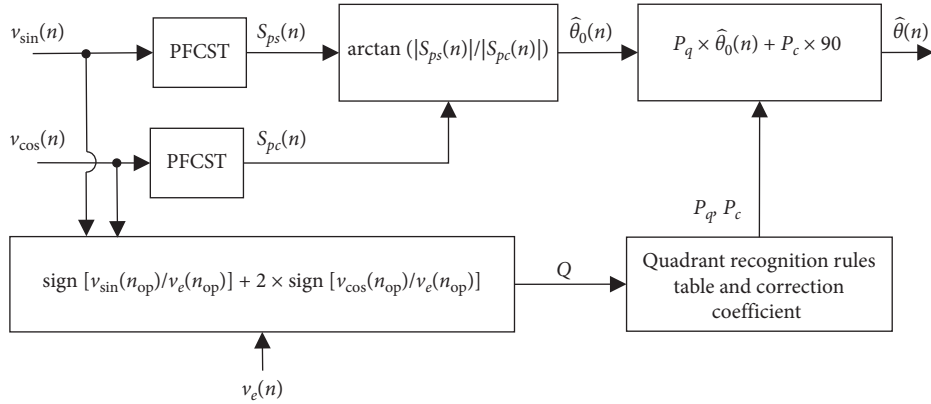 v_sin(n)
PFCST
S_ps(n)
arctan (|S_ps(n)|/|S_pc(n)|)
θ̂_0(n)
P_q × θ̂_0(n) + P_c × 90
θ̂(n)
v_cos(n)
PFCST
S_pc(n)
P_q, P_c
sign [v_sin(n_op)/v_e(n_op)] + 2 × sign [v_cos(n_op)/v_e(n_op)]
Q
Quadrant recognition rules
table and correction
coefficient
v_e(n)